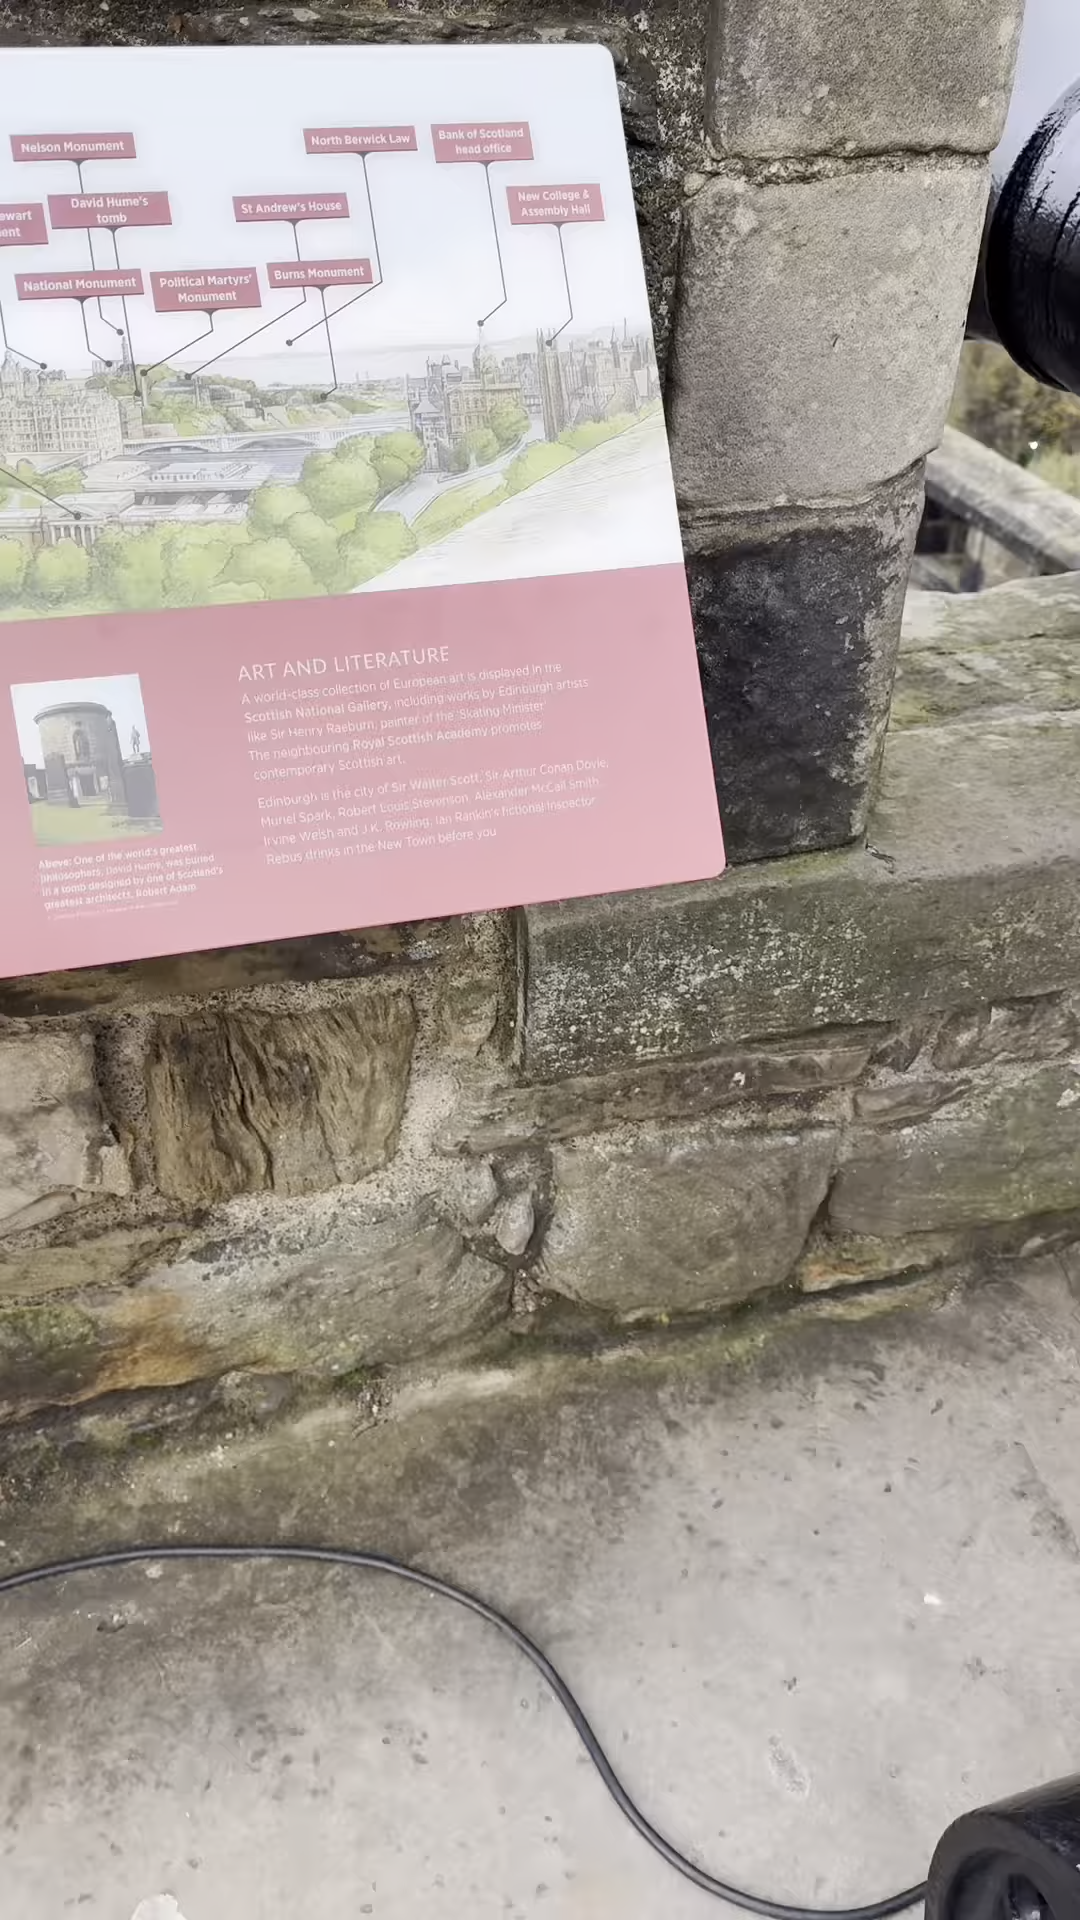 Nelson Monument
North Berwick Law
Bank of Scotland
head office
David Hume's
tomb
St Andrew's House
New College &
Assembly Hall
National Monument
Political Martyrs'
Monument
Burns Monument
ART AND LITERATURE
A world-class collection of European art is displayed in the
Scottish National Gallery, including works by Edinburgh artists
like Sir Henry Raeburn, painter of the 'Skating Minister'.
The neighbouring Royal Scottish Academy promotes
contemporary Scottish art.
Edinburgh is the city of Sir Walter Scott, Sir Arthur Conan Doyle,
Muriel Spark, Robert Louis Stevenson, Alexander McCall Smith,
Irvine Welsh and J.K. Rowling. Ian Rankin's fictional Inspector
Rebus drinks in the New Town before you.
Above: One of the world's greatest
philosophers, David Hume, was buried
in a tomb designed by one of Scotland's
greatest architects, Robert Adam